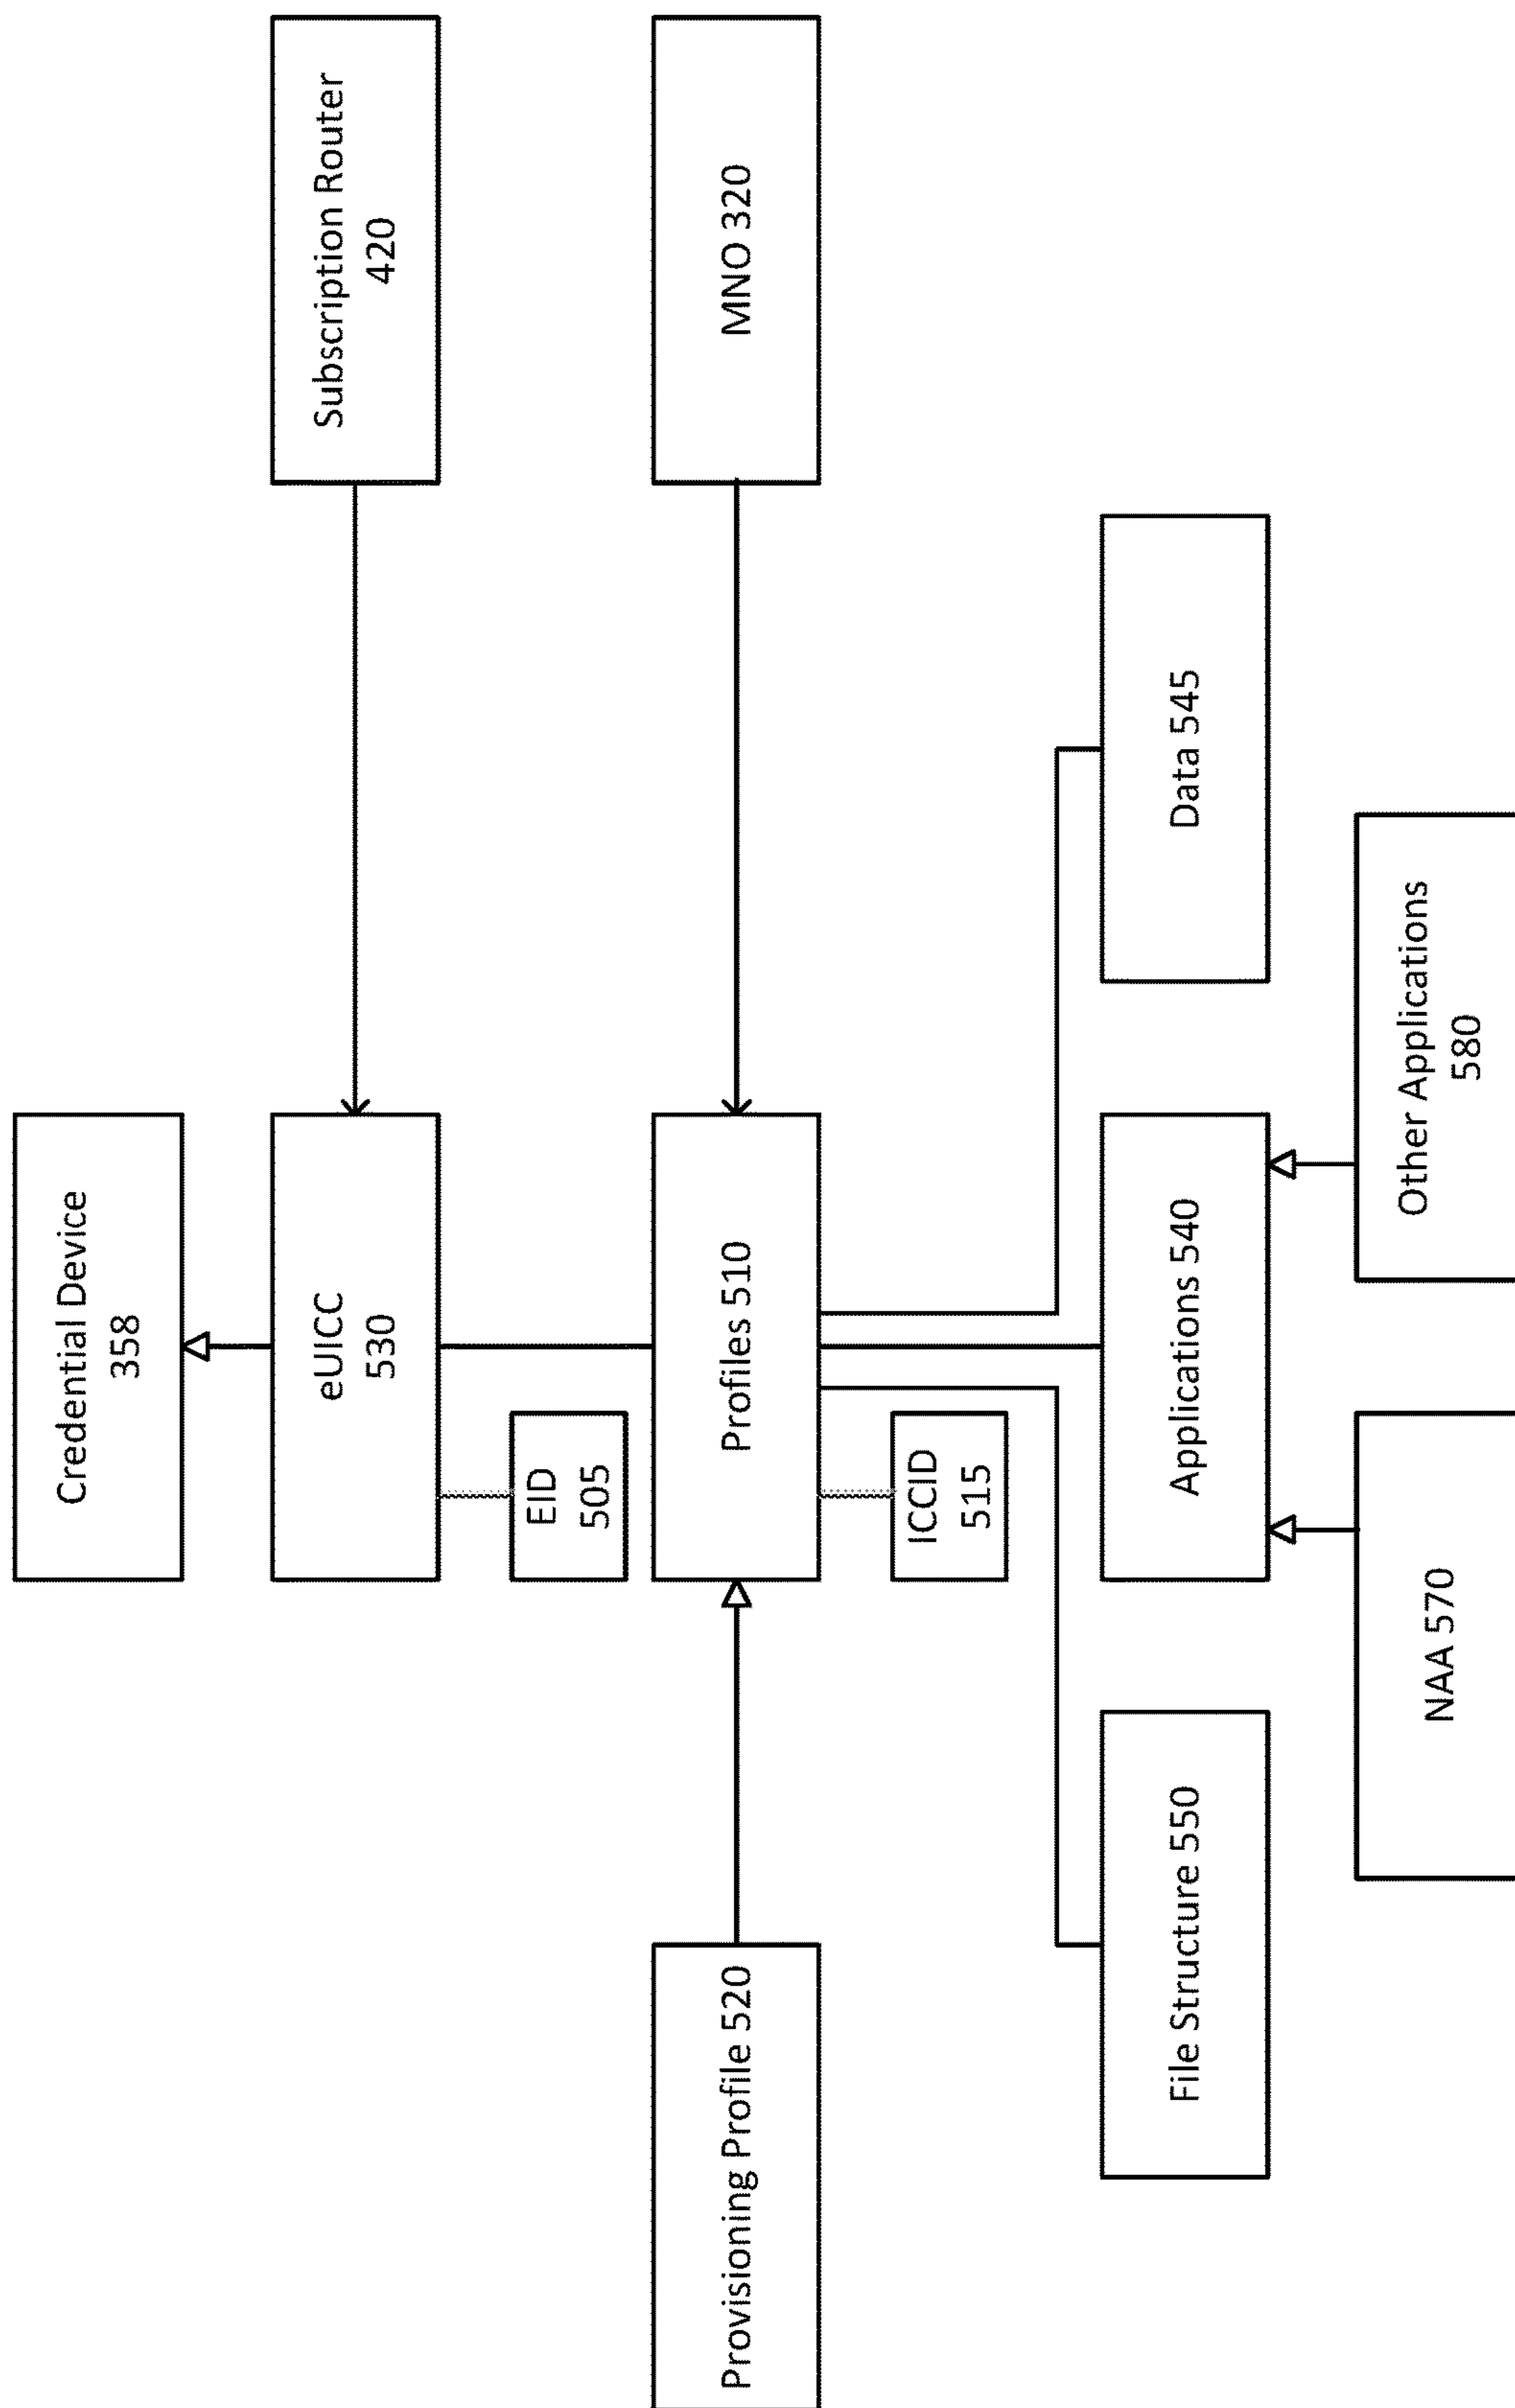 Credential Device
358
eUICC
530
Subscription Router
420
EID
505
Provisioning Profile 520
Profiles 510
MNO 320
ICCID
515
File Structure 550
Applications 540
Data 545
NAA 570
Other Applications
580